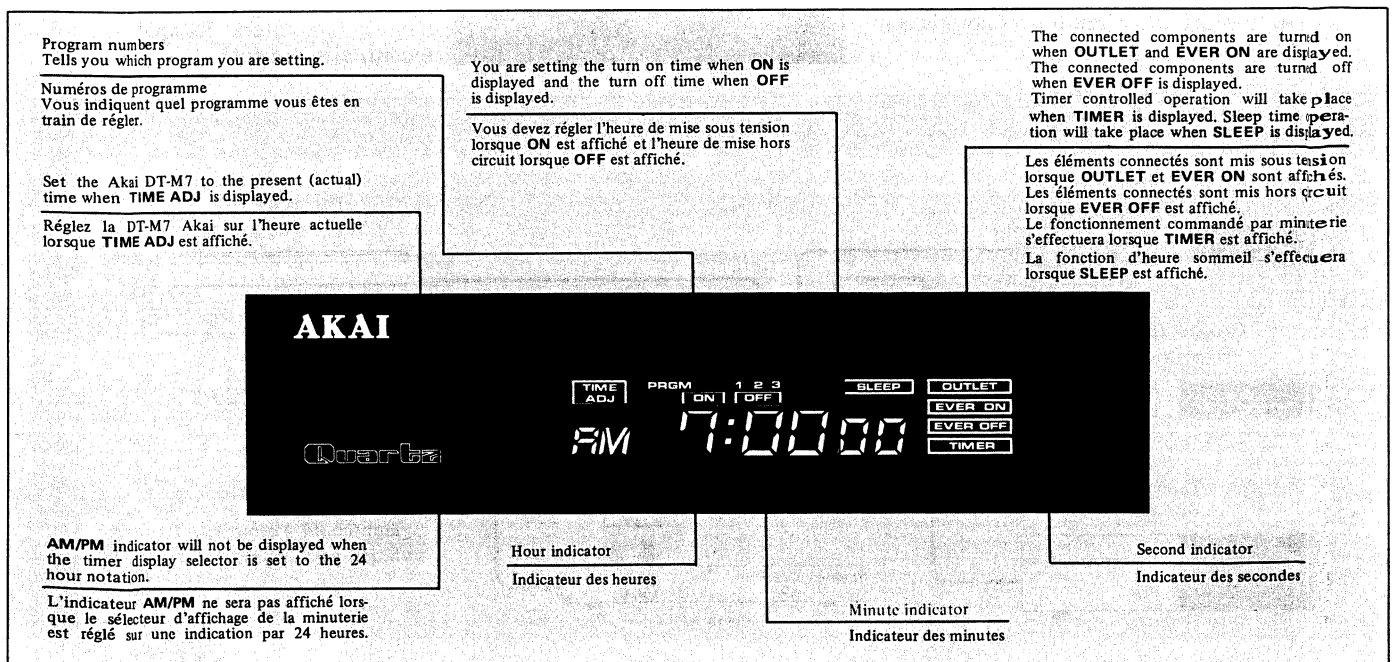 Program numbers
Tells you which program you are setting.
Numéros de programme
Vous indiquent quel programme vous êtes en
train de régler.
Set the Akai DT-M7 to the present (actual)
time when TIME ADJ is displayed.
Réglez la DT-M7 Akai sur l'heure actuelle
lorsque TIME ADJ est affiché.
You are setting the turn on time when ON is
displayed and the turn off time when OFF
is displayed.
Vous devez régler l'heure de mise sous tension
lorsque ON est affiché et l'heure de mise hors
circuit lorsque OFF est affiché.
The connected components are turned on
when OUTLET and EVER ON are displayed.
The connected components are turned off
when EVER OFF is displayed.
Timer controlled operation will take place
when TIMER is displayed. Sleep time opera-
tion will take place when SLEEP is displayed.
Les éléments connectés sont mis sous tension
lorsque OUTLET et EVER ON sont affichés.
Les éléments connectés sont mis hors circuit
lorsque EVER OFF est affiché.
Le fonctionnement commandé par minuterie
s'effectuera lorsque TIMER est affiché.
La fonction d'heure sommeil s'effecuera
lorsque SLEEP est affiché.
AKAI
TIME
ADJ
PRGM 1 2 3
ON OFF
SLEEP
OUTLET
EVER ON
EVER OFF
TIMER
AM 7:00 00
Quartz
AM/PM indicator will not be displayed when
the timer display selector is set to the 24
hour notation.
L'indicateur AM/PM ne sera pas affiché lors-
que le sélecteur d'affichage de la minuterie
est réglé sur une indication par 24 heures.
Hour indicator
Indicateur des heures
Minute indicator
Indicateur des minutes
Second indicator
Indicateur des secondes